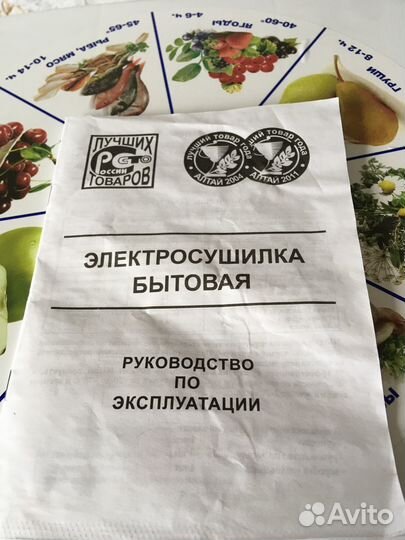 45-65°
РЫБА, МЯСО
10-14 ч.
4-6 ч.
ЯГОДЫ
40-60°
ГРУШИ
8-12 ч.
100 ЛУЧШИХ
РОССИИ
ТОВАРОВ
ЛУЧШИЙ ТОВАР ГОДА
АЛТАЙ 2004
ТОВАР ГОДА
АЛТАЙ 2011
ЭЛЕКТРОСУШИЛКА
БЫТОВАЯ
РУКОВОДСТВО
ПО
ЭКСПЛУАТАЦИИ
Avito